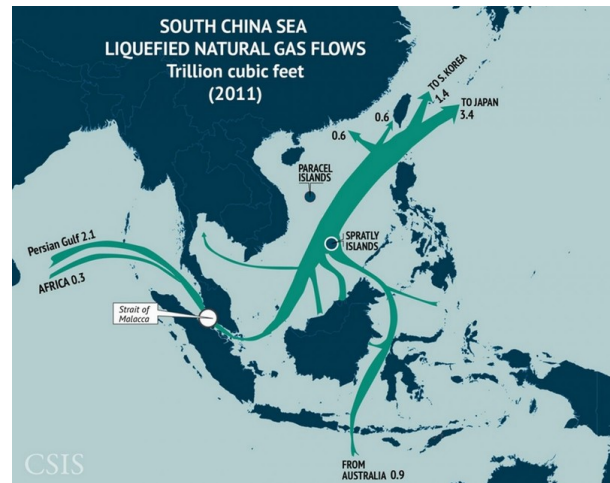 SOUTH CHINA SEA
LIQUEFIED NATURAL GAS FLOWS
Trillion cubic feet
(2011)
TO S. KOREA
1.4
TO JAPAN
3.4
0.6
0.6
PARACEL
ISLANDS
SPRATLY
ISLANDS
Persian Gulf 2.1
AFRICA 0.3
Strait of
Malacca
FROM
AUSTRALIA 0.9
CSIS